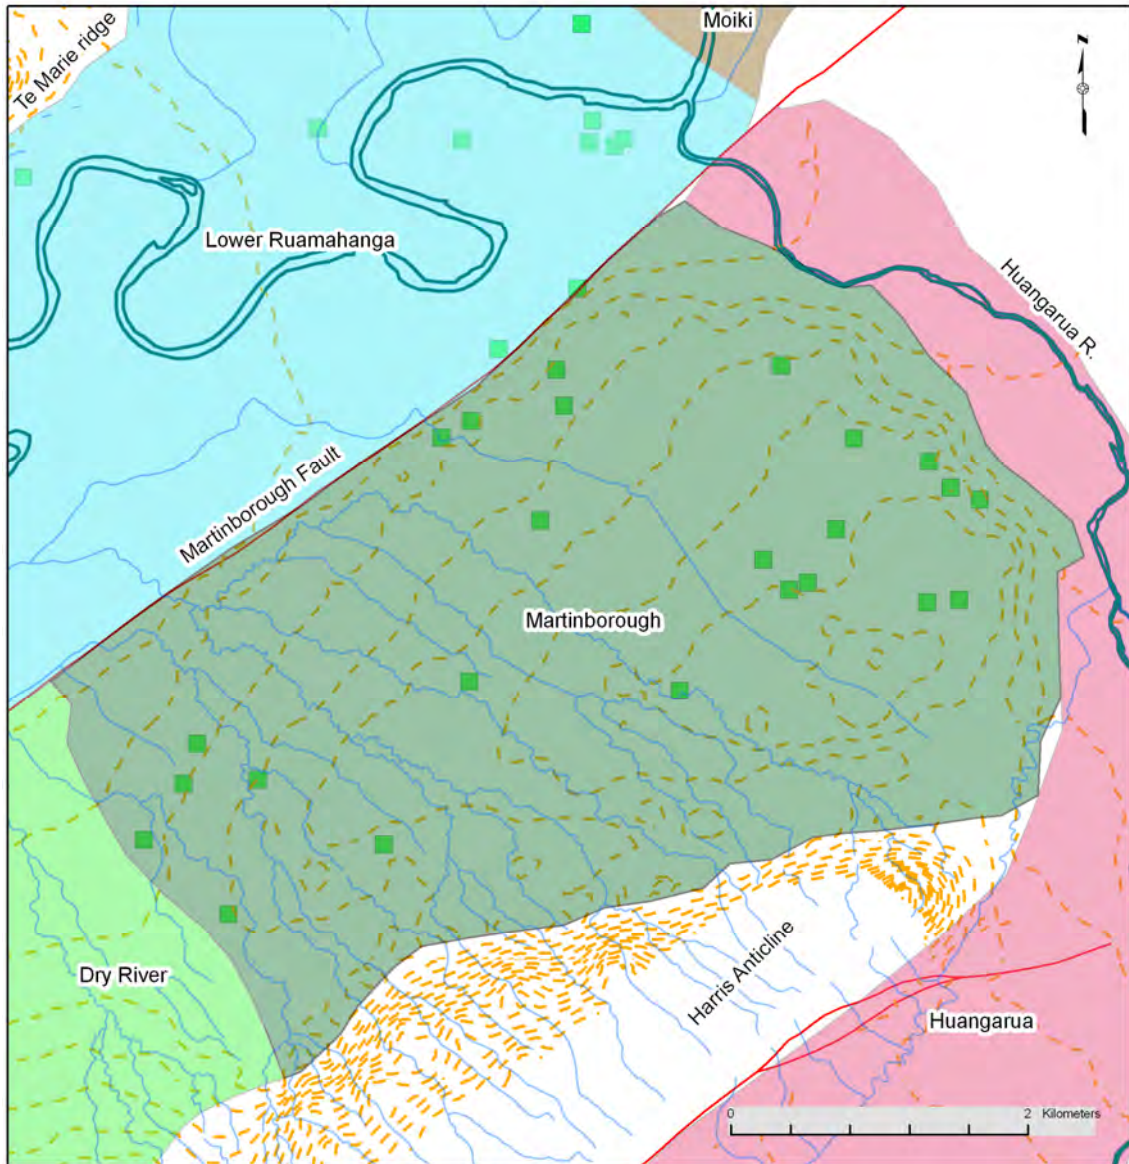 Moiki
Te Marie ridge
z
Lower Ruamahanga
Huangarua R.
Martinborough Fault
Martinborough
Dry River
Harris Anticline
Huangarua
0 2 Kilometers